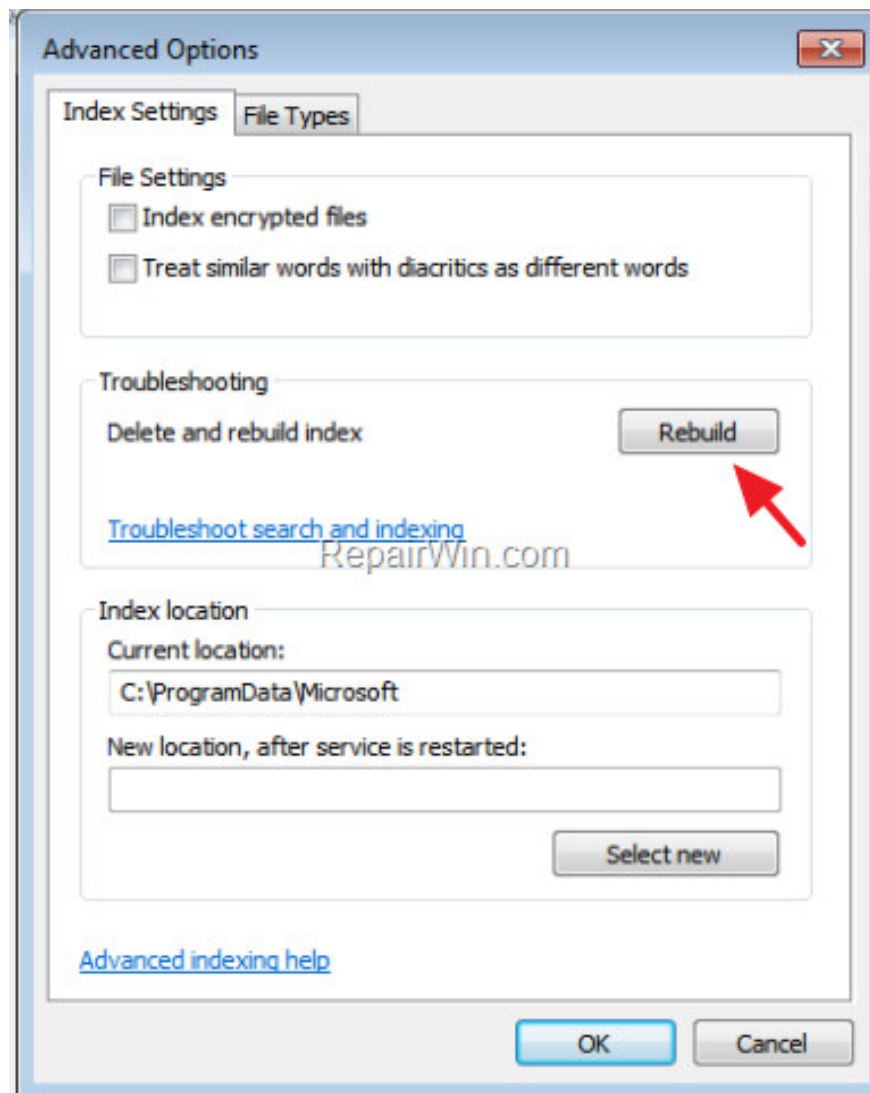 Advanced Options
Index Settings
File Types
File Settings
Index encrypted files
Treat similar words with diacritics as different words
Troubleshooting
Delete and rebuild index
Rebuild
Troubleshoot search and indexing
RepairWin.com
Index location
Current location:
C:\ProgramData\Microsoft
New location, after service is restarted:
Select new
Advanced indexing help
OK
Cancel